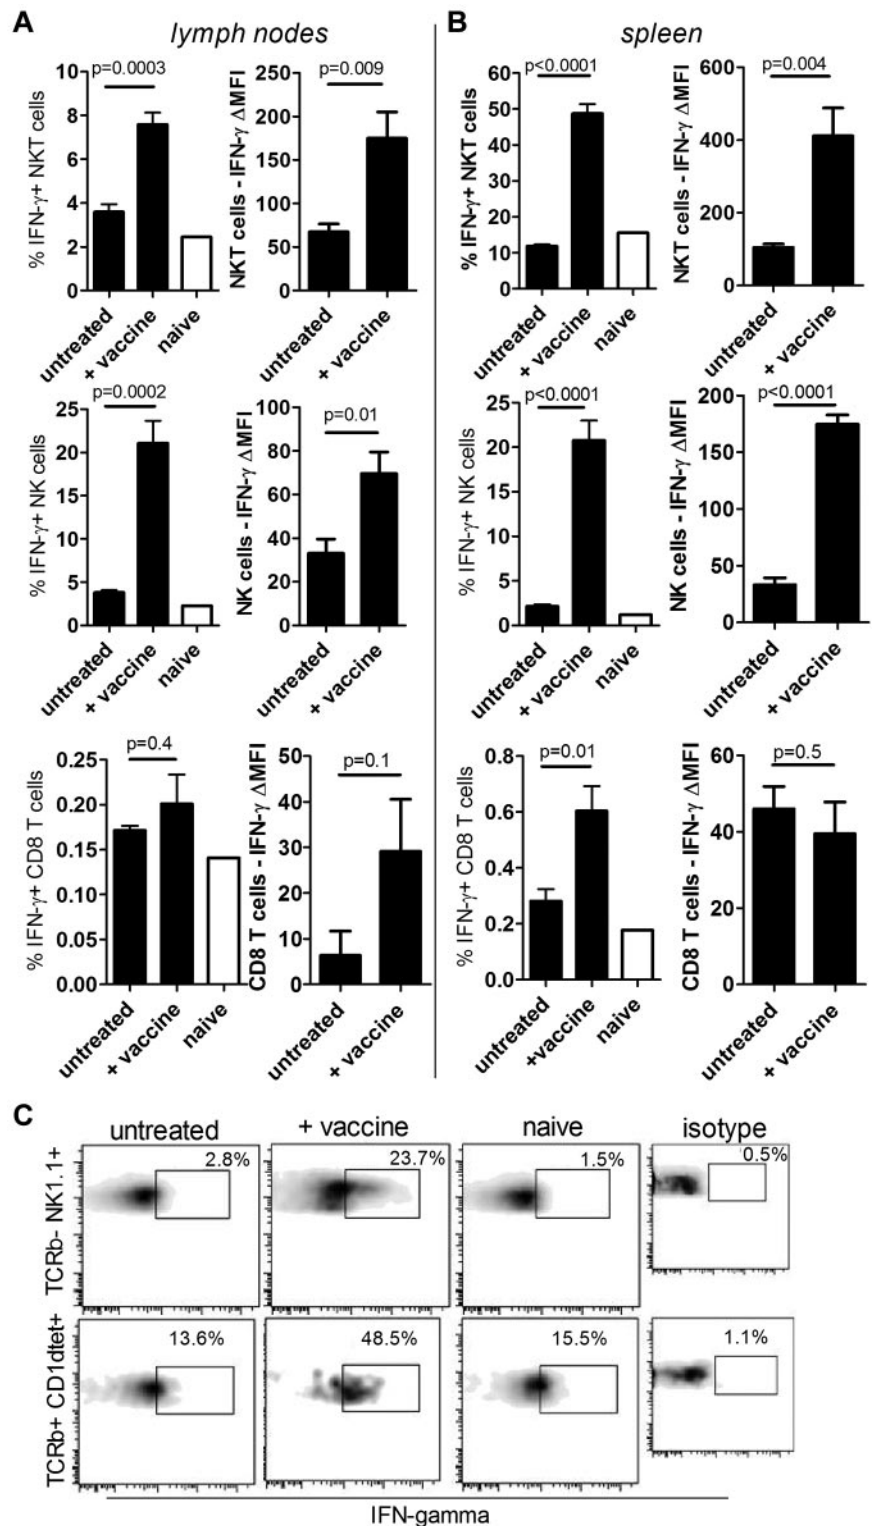 A
lymph nodes
p=0.0003
% IFN-γ+ NKT cells
10
8
6
4
2
0
untreated
+ vaccine
naive
p=0.009
NKT cells - IFN-γ ΔMFI
250
200
150
100
50
0
untreated
+ vaccine
p=0.0002
% IFN-γ+ NK cells
25
20
15
10
5
0
untreated
+ vaccine
naive
p=0.01
NK cells - IFN-γ ΔMFI
100
80
60
40
20
0
untreated
+ vaccine
p=0.4
% IFN-γ+ CD8 T cells
0.25
0.20
0.15
0.10
0.05
0.00
untreated
+ vaccine
naive
p=0.1
CD8 T cells - IFN-γ ΔMFI
50
40
30
20
10
0
untreated
+ vaccine
B
spleen
p<0.0001
% IFN-γ+ NKT cells
60
50
40
30
20
10
0
untreated
+ vaccine
naive
p=0.004
NKT cells - IFN-γ ΔMFI
600
400
200
0
untreated
+ vaccine
p<0.0001
% IFN-γ+ NK cells
25
20
15
10
5
0
untreated
+ vaccine
naive
p<0.0001
NK cells - IFN-γ ΔMFI
200
150
100
50
0
untreated
+ vaccine
p=0.01
% IFN-γ+ CD8 T cells
0.8
0.6
0.4
0.2
0.0
untreated
+vaccine
naive
p=0.5
CD8 T cells - IFN-γ ΔMFI
60
40
20
0
untreated
+ vaccine
C
untreated
+ vaccine
naive
isotype
TCRb- NK1.1+
2.8%
23.7%
1.5%
0.5%
TCRb+ CD1dtet+
13.6%
48.5%
15.5%
1.1%
IFN-gamma